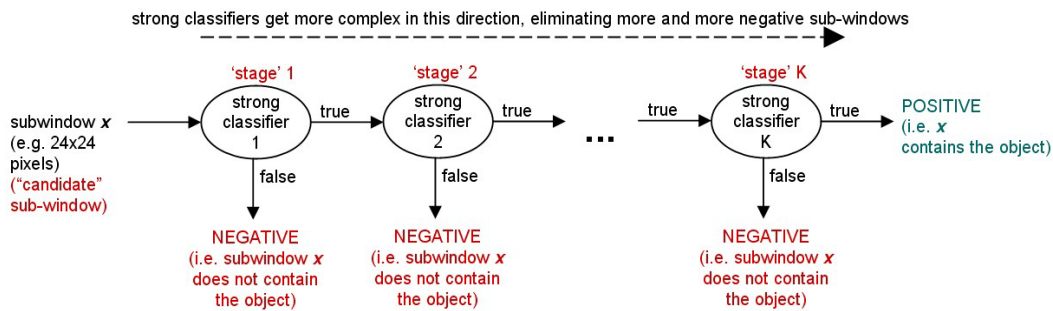 strong classifiers get more complex in this direction, eliminating more and more negative sub-windows
‘stage’ 1
‘stage’ 2
‘stage’ K
subwindow x
(e.g. 24x24
pixels)
(“candidate”
sub-window)
strong
classifier
1
true
false
NEGATIVE
(i.e. subwindow x
does not contain
the object)
strong
classifier
2
true
false
NEGATIVE
(i.e. subwindow x
does not contain
the object)
...
true
strong
classifier
K
true
false
NEGATIVE
(i.e. subwindow x
does not contain
the object)
POSITIVE
(i.e. x
contains the object)